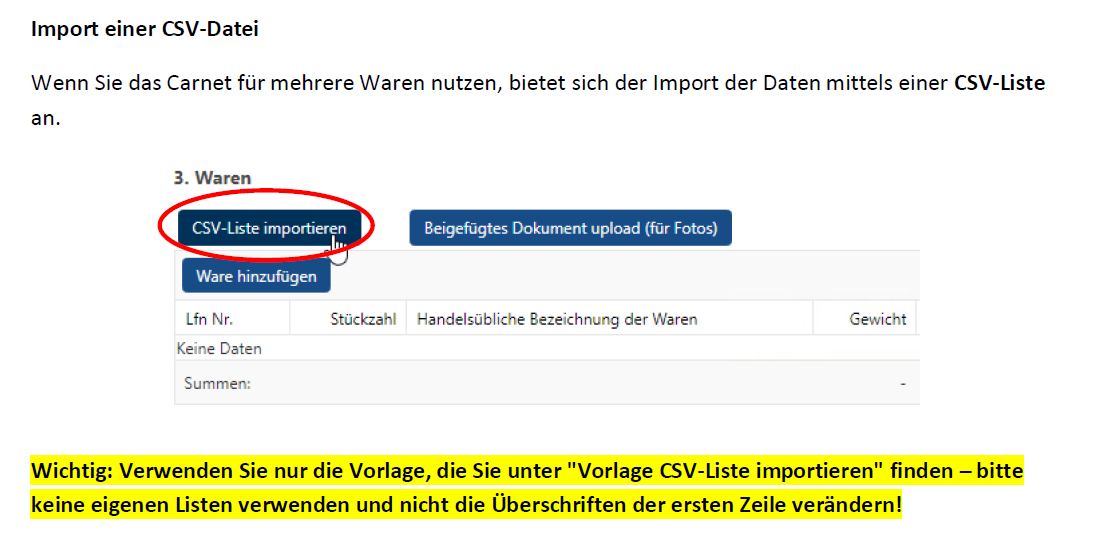 Import einer CSV-Datei
Wenn Sie das Carnet für mehrere Waren nutzen, bietet sich der Import der Daten mittels einer CSV-Liste
an.
3. Waren
CSV-Liste importieren
Beigefügtes Dokument upload (für Fotos)
Ware hinzufügen
Lfn Nr. Stückzahl Handelsübliche Bezeichnung der Waren Gewicht
Keine Daten
Summen: -
Wichtig: Verwenden Sie nur die Vorlage, die Sie unter "Vorlage CSV-Liste importieren" finden – bitte
keine eigenen Listen verwenden und nicht die Überschriften der ersten Zeile verändern!